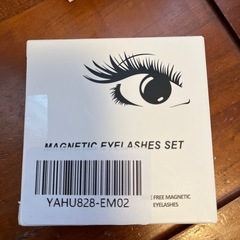 MAGNETIC EYELASHES SET
YAHU828-EM02
FREE MAGNETIC
EYELASHES